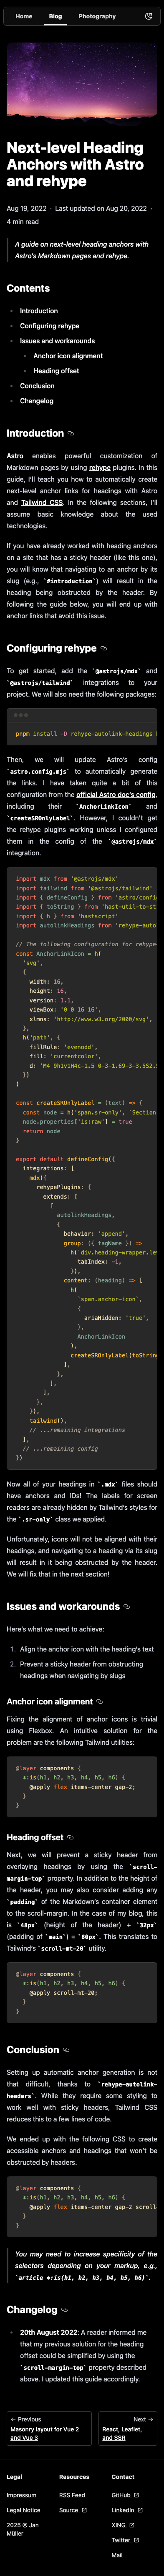 Home Blog Photography
Next-level Heading
Anchors with Astro
and rehype
Aug 19, 2022 · Last updated on Aug 20, 2022 ·
4 min read
A guide on next-level heading anchors with
Astro's Markdown pages and rehype.
Contents
Introduction
Configuring rehype
Issues and workarounds
Anchor icon alignment
Heading offset
Conclusion
Changelog
Introduction
Astro enables powerful customization of
Markdown pages by using rehype plugins. In this
guide, I'll teach you how to automatically create
next-level anchor links for headings with Astro
and Tailwind CSS. In the following sections, I'll
assume basic knowledge about the used
technologies.
If you have already worked with heading anchors
on a site that has a sticky header (like this one),
you will know that navigating to an anchor by its
slug (e.g., `#introduction`) will result in the
heading being obstructed by the header. By
following the guide below, you will end up with
anchor links that avoid this issue.
Configuring rehype
To get started, add the `@astrojs/mdx` and
`@astrojs/tailwind` integrations to your
project. We will also need the following packages:
pnpm install -D rehype-autolink-headings
Then, we will update Astro's config
`astro.config.mjs` to automatically generate
the links. I have taken quite a bit of the
configuration from the official Astro doc's config,
including their `AnchorLinkIcon` and
`createSROnlyLabel`. However, I couldn't get
the rehype plugins working unless I configured
them in the config of the `@astrojs/mdx`
integration.
import mdx from '@astrojs/mdx'
import tailwind from '@astrojs/tailwind'
import { defineConfig } from 'astro/config
import { toString } from 'hast-util-to-st
import { h } from 'hastscript'
import autolinkHeadings from 'rehype-autol
// The following configuration for rehype
const AnchorLinkIcon = h(
'svg',
{
width: 16,
height: 16,
version: 1.1,
viewBox: '0 0 16 16',
xlmns: 'http://www.w3.org/2000/svg',
},
h('path', {
fillRule: 'evenodd',
fill: 'currentcolor',
d: 'M4 9h1v1H4c-1.5 0-3-1.69-3-3.5S2.
})
)
const createSROnlyLabel = (text) => {
const node = h('span.sr-only', `Section
node.properties['is:raw'] = true
return node
}
export default defineConfig({
integrations: [
mdx({
rehypePlugins: {
extends: [
[
autolinkHeadings,
{
behavior: 'append',
group: ({ tagName }) =>
h(`div.heading-wrapper.le
tabIndex: -1,
}),
content: (heading) => [
h(
`span.anchor-icon`,
{
ariaHidden: 'true',
},
AnchorLinkIcon
),
createSROnlyLabel(toString
],
},
],
],
},
}),
tailwind(),
// ...remaining integrations
],
// ...remaining config
})
Now all of your headings in `.mdx` files should
have anchors and IDs! The labels for screen
readers are already hidden by Tailwind's styles for
the `.sr-only` class we applied.
Unfortunately, icons will not be aligned with their
headings, and navigating to a heading via its slug
will result in it being obstructed by the header.
We will fix that in the next section!
Issues and workarounds
Here's what we need to achieve:
1. Align the anchor icon with the heading's text
2. Prevent a sticky header from obstructing
headings when navigating by slugs
Anchor icon alignment
Fixing the alignment of anchor icons is trivial
using Flexbox. An intuitive solution for the
problem are the following Tailwind utilities:
@layer components {
*:is(h1, h2, h3, h4, h5, h6) {
@apply flex items-center gap-2;
}
}
Heading offset
Next, we will prevent a sticky header from
overlaying headings by using the `scroll-
margin-top` property. In addition to the height of
the header, you may also consider adding any
`padding` of the Markdown's container element
to the scroll-margin. In the case of my blog, this
is `48px` (height of the header) + `32px`
(padding of `main`) = `80px`. This translates to
Tailwind's `scroll-mt-20` utility.
@layer components {
*:is(h1, h2, h3, h4, h5, h6) {
@apply scroll-mt-20;
}
}
Conclusion
Setting up automatic anchor generation is not
that difficult, thanks to `rehype-autolink-
headers`. While they require some styling to
work well with sticky headers, Tailwind CSS
reduces this to a few lines of code.
We ended up with the following CSS to create
accessible anchors and headings that won't be
obstructed by headers.
@layer components {
*:is(h1, h2, h3, h4, h5, h6) {
@apply flex items-center gap-2 scroll-
}
}
You may need to increase specificity of the
selectors depending on your markup, e.g.,
`article *:is(h1, h2, h3, h4, h5, h6)`.
Changelog
20th August 2022: A reader informed me
that my previous solution for the heading
offset could be simplified by using the
`scroll-margin-top` property described
above. I updated this guide accordingly.
← Previous
Masonry layout for Vue 2
and Vue 3
Next →
React, Leaflet,
and SSR
Legal
Impressum
Legal Notice
2025 © Jan
Müller
Resources
RSS Feed
Source
Contact
GitHub
LinkedIn
XING
Twitter
Mail